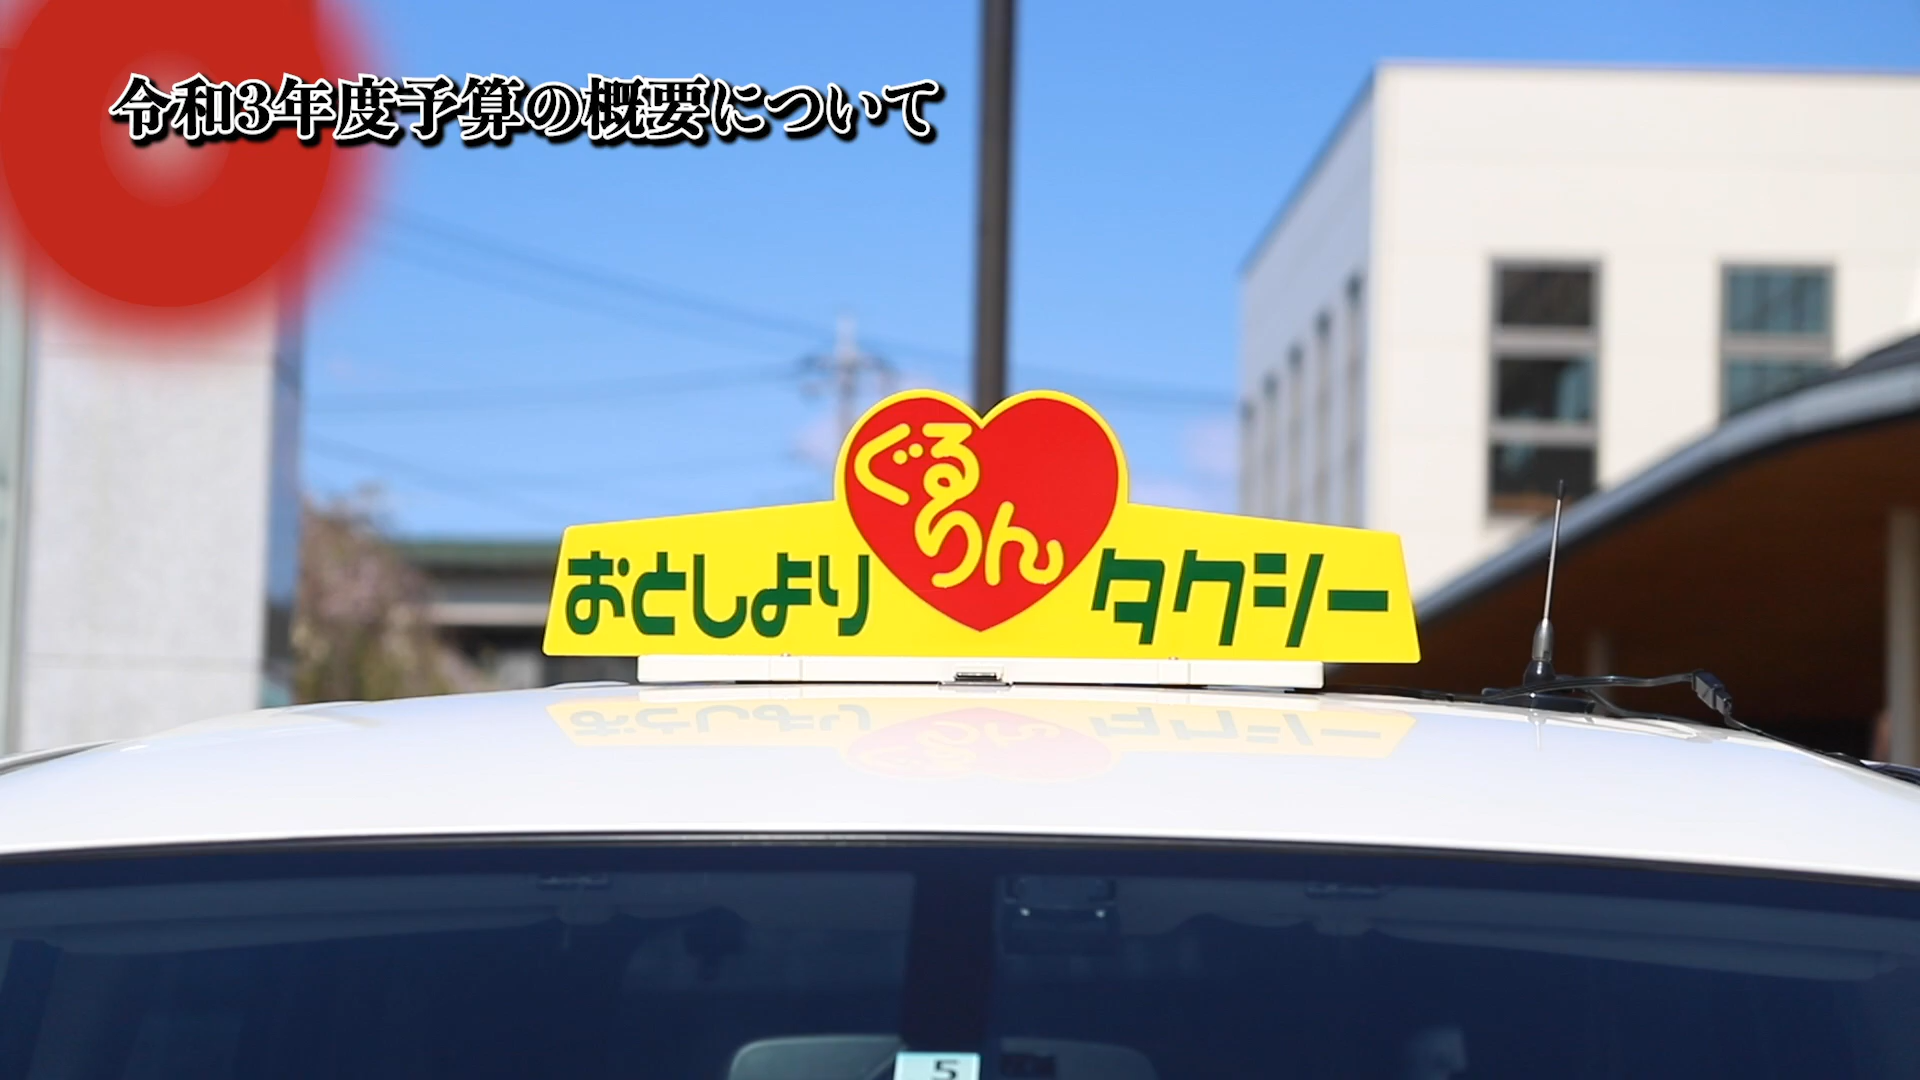 令和3年度予算の概要について
ぐる
りん
おとしより
タクシー
5